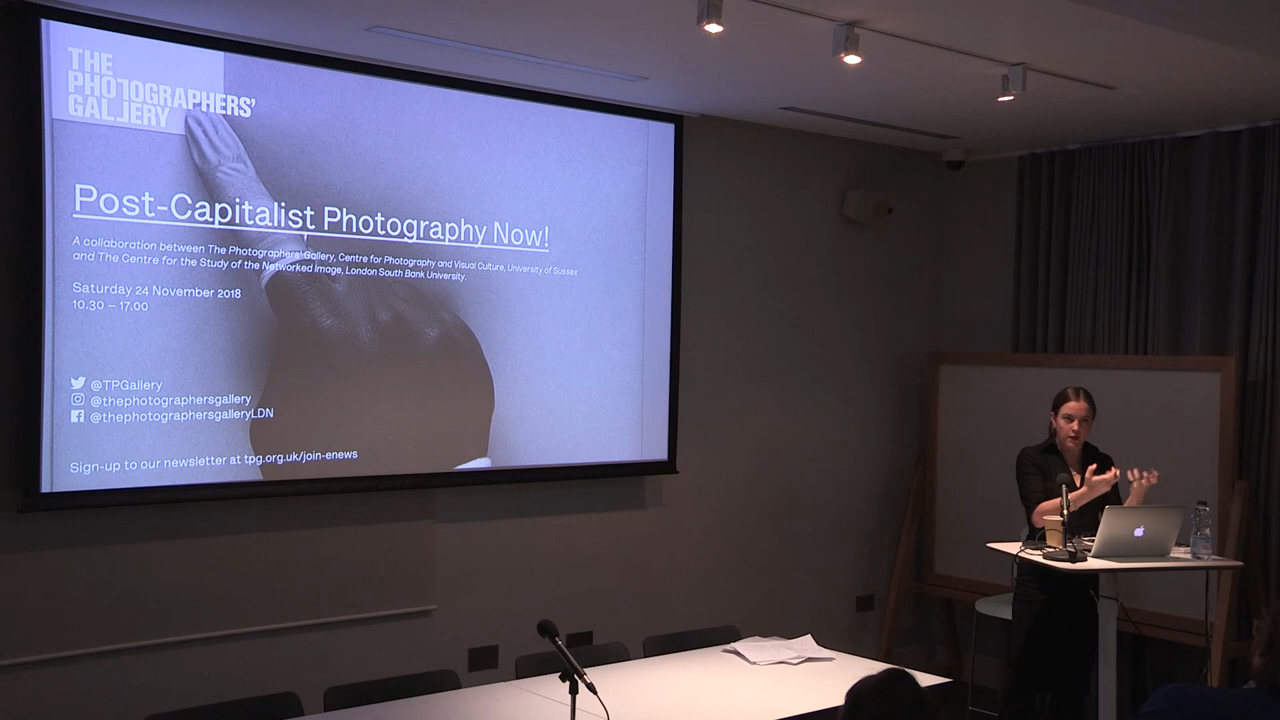 THE
PHOTOGRAPHERS'
GALLERY
Post-Capitalist Photography Now!
A collaboration between The Photographers' Gallery, Centre for Photography and Visual Culture, University of Sussex
and The Centre for the Study of the Networked Image, London South Bank University.
Saturday 24 November 2018
10.30 – 17.00
@TPGallery
@thephotographersgallery
@thephotographersgalleryLDN
Sign-up to our newsletter at tpg.org.uk/join-enews